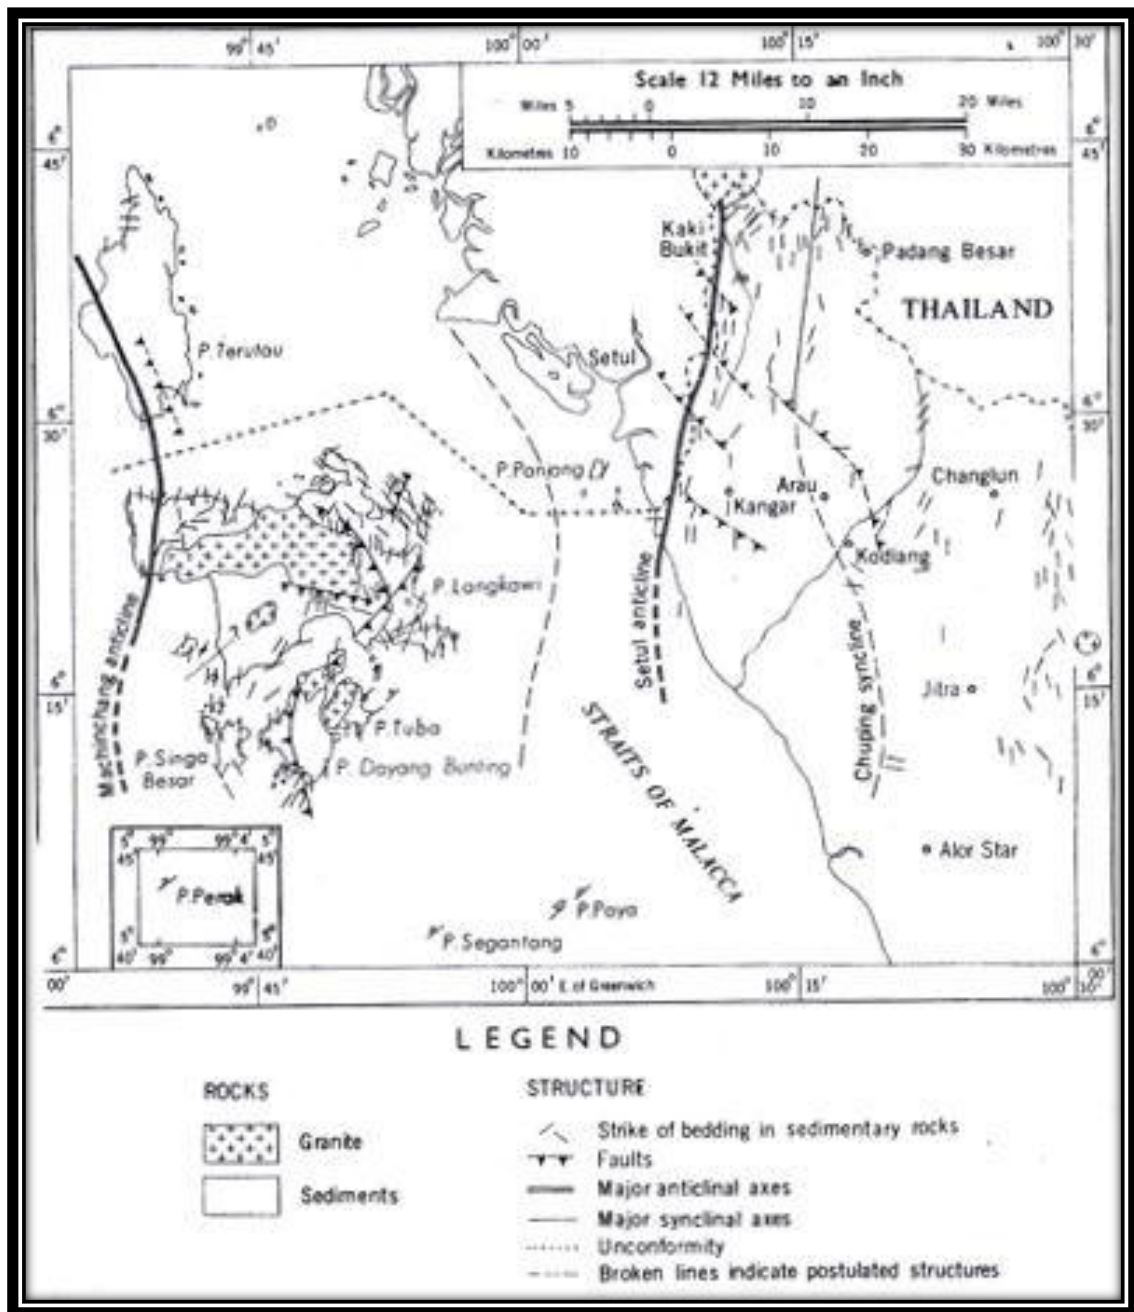 99° 45'
100° 00'
100° 15'
100° 30'
Scale 12 Miles to an Inch
Miles 5 0 10 20 Miles
Kilometres 10 0 10 20 30 Kilometres
6° 45'
6° 45'
Kaki Bukit
Padang Besar
THAILAND
P. Terutau
Setul
6° 30'
6° 30'
P. Panjang
Arau
Changlun
Kangar
Kodiang
P. Langkawi
Machinchang anticline
Setul anticline
Chuping syncline
6° 15'
6° 15'
Jitra
P. Tuba
P. Singa Besar
P. Dayang Bunting
STRAITS OF MALACCA
Alor Star
5° 45' 99° 99° 4' 5° 45'
P. Perak
5° 40' 99° 99° 4' 5° 40'
P. Paya
P. Segantang
6° 00'
6° 00'
99° 45'
100° 00' E. of Greenwich
100° 15'
100° 30'
LEGEND
ROCKS
Granite
Sediments
STRUCTURE
Strike of bedding in sedimentary rocks
Faults
Major anticlinal axes
Major synclinal axes
Unconformity
Broken lines indicate postulated structures